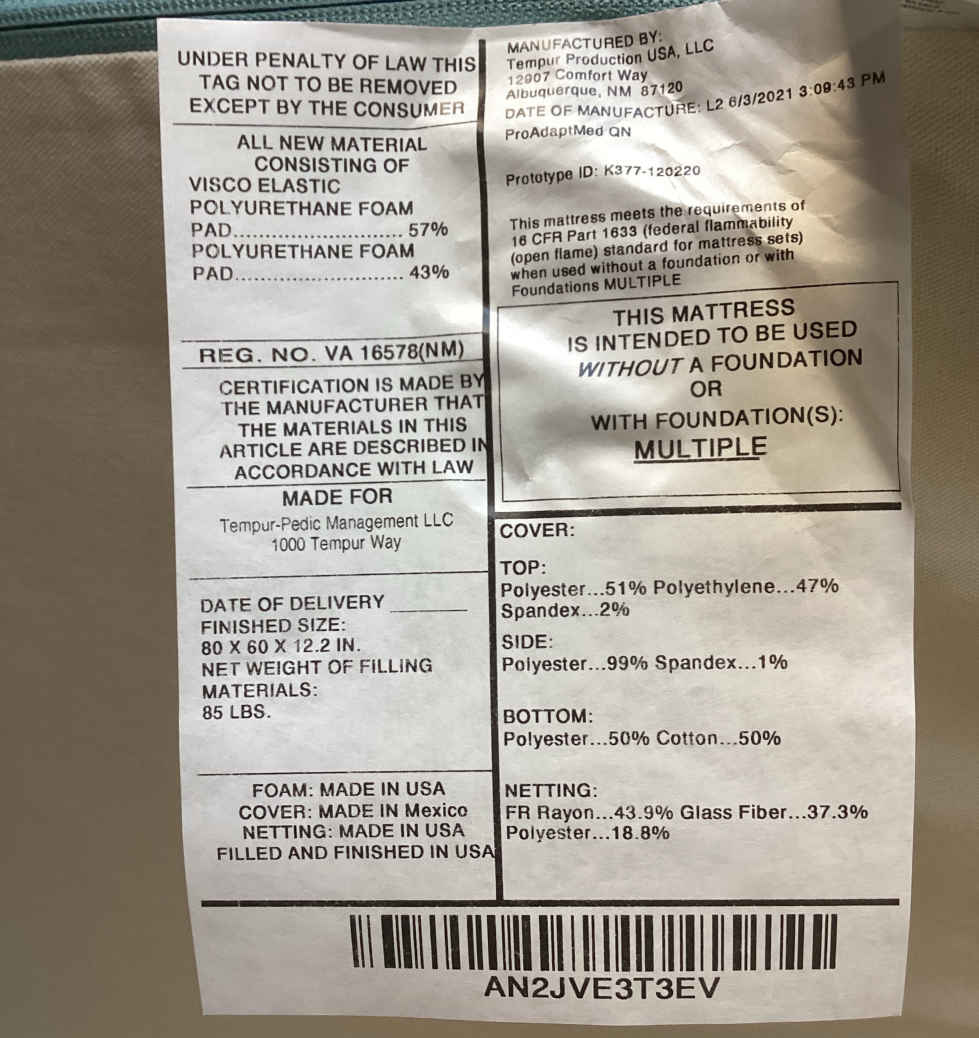 UNDER PENALTY OF LAW THIS
TAG NOT TO BE REMOVED
EXCEPT BY THE CONSUMER
ALL NEW MATERIAL
CONSISTING OF
VISCO ELASTIC
POLYURETHANE FOAM
PAD......................... 57%
POLYURETHANE FOAM
PAD......................... 43%
REG. NO. VA 16578(NM)
CERTIFICATION IS MADE BY
THE MANUFACTURER THAT
THE MATERIALS IN THIS
ARTICLE ARE DESCRIBED IN
ACCORDANCE WITH LAW
MADE FOR
Tempur-Pedic Management LLC
1000 Tempur Way
DATE OF DELIVERY ________
FINISHED SIZE:
80 X 60 X 12.2 IN.
NET WEIGHT OF FILLING
MATERIALS:
85 LBS.
FOAM: MADE IN USA
COVER: MADE IN Mexico
NETTING: MADE IN USA
FILLED AND FINISHED IN USA
MANUFACTURED BY:
Tempur Production USA, LLC
12907 Comfort Way
Albuquerque, NM 87120
DATE OF MANUFACTURE: L2 6/3/2021 3:09:43 PM
ProAdaptMed QN
Prototype ID: K377-120220
This mattress meets the requirements of
16 CFR Part 1633 (federal flammability
(open flame) standard for mattress sets)
when used without a foundation or with
Foundations MULTIPLE
THIS MATTRESS
IS INTENDED TO BE USED
WITHOUT A FOUNDATION
OR
WITH FOUNDATION(S):
MULTIPLE
COVER:
TOP:
Polyester...51% Polyethylene...47%
Spandex...2%
SIDE:
Polyester...99% Spandex...1%
BOTTOM:
Polyester...50% Cotton...50%
NETTING:
FR Rayon...43.9% Glass Fiber...37.3%
Polyester...18.8%
AN2JVE3T3EV